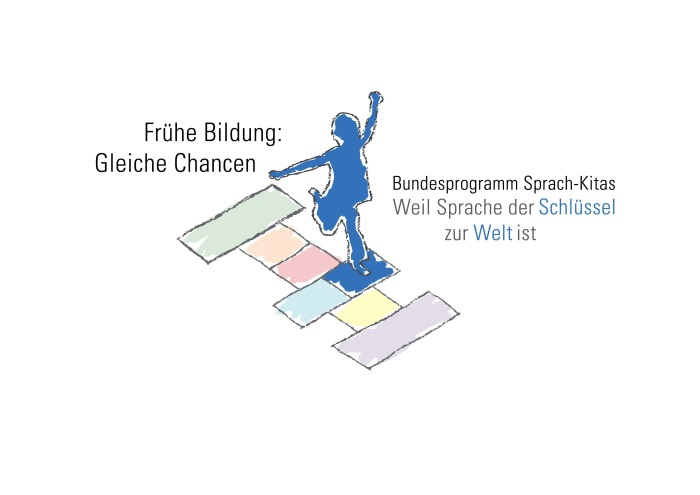 Frühe Bildung:
Gleiche Chancen
Bundesprogramm Sprach-Kitas
Weil Sprache der Schlüssel
zur Welt ist